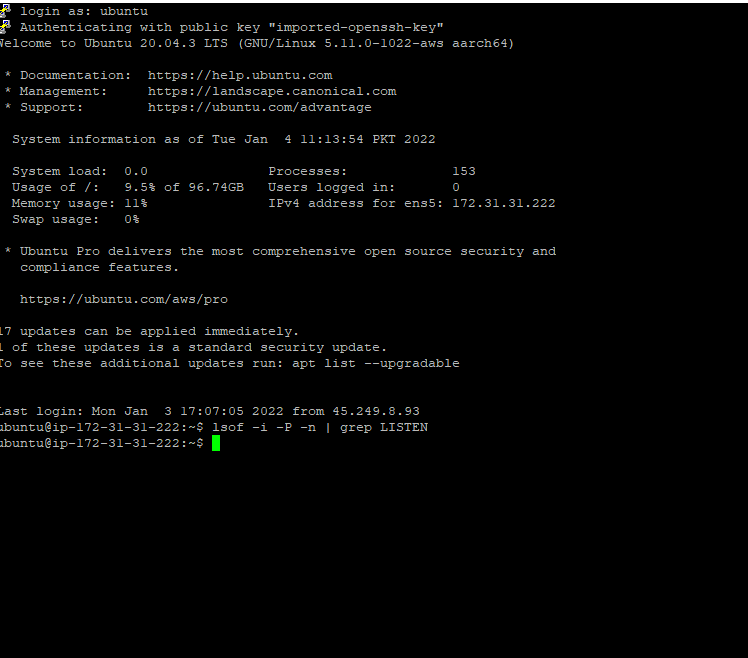 login as: ubuntu
Authenticating with public key "imported-openssh-key"
Welcome to Ubuntu 20.04.3 LTS (GNU/Linux 5.11.0-1022-aws aarch64)
* Documentation:  https://help.ubuntu.com
* Management:     https://landscape.canonical.com
* Support:        https://ubuntu.com/advantage
System information as of Tue Jan  4 11:13:54 PKT 2022
System load:  0.0               Processes:             153
Usage of /:   9.5% of 96.74GB   Users logged in:       0
Memory usage: 11%               IPv4 address for ens5: 172.31.31.222
Swap usage:   0%
* Ubuntu Pro delivers the most comprehensive open source security and
compliance features.
https://ubuntu.com/aws/pro
17 updates can be applied immediately.
1 of these updates is a standard security update.
To see these additional updates run: apt list --upgradable
Last login: Mon Jan  3 17:07:05 2022 from 45.249.8.93
ubuntu@ip-172-31-31-222:~$ lsof -i -P -n | grep LISTEN
ubuntu@ip-172-31-31-222:~$